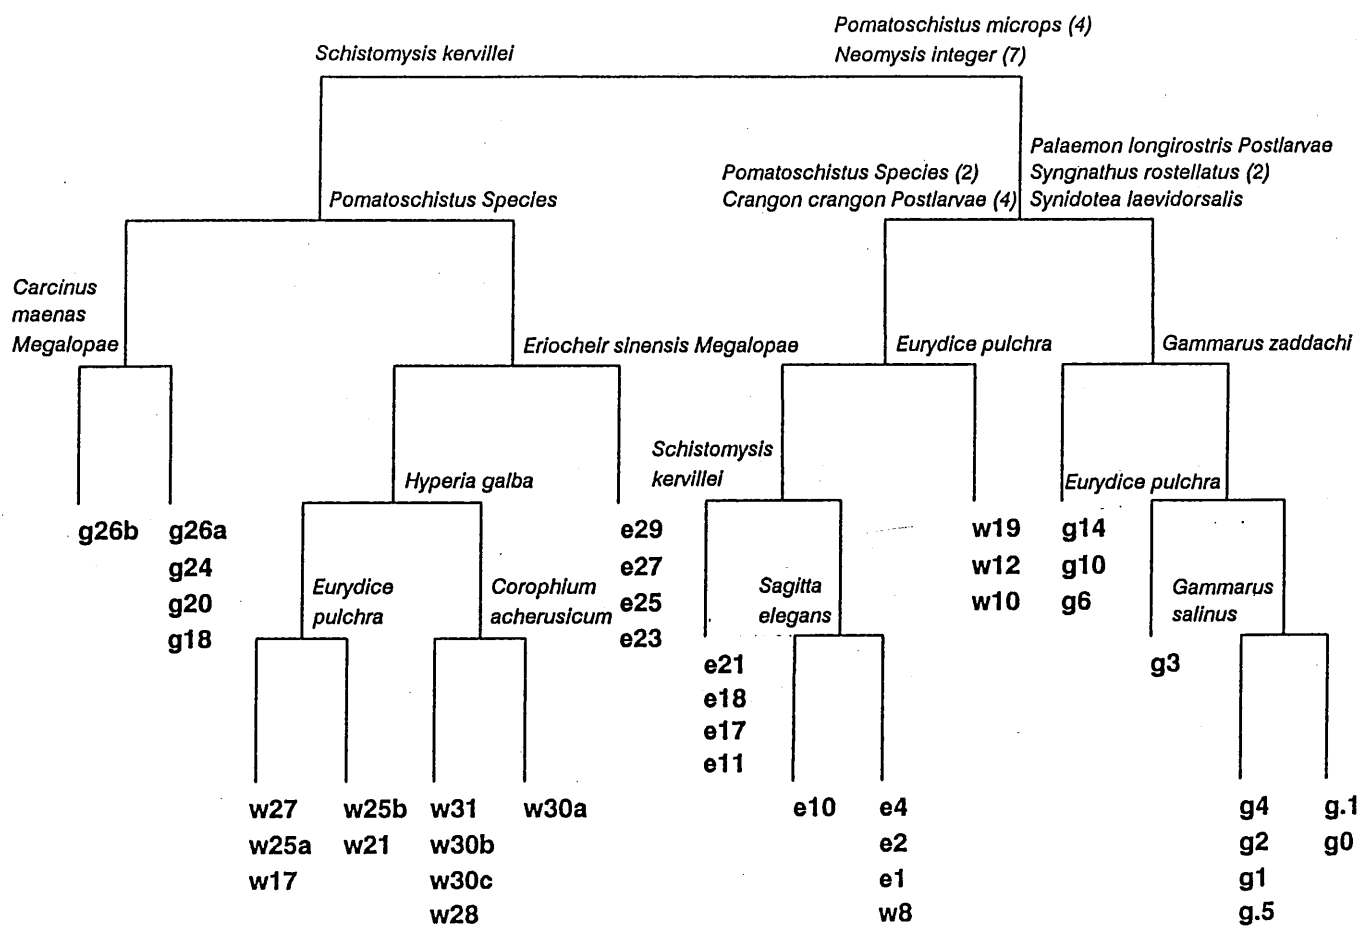 Pomatoschistus microps (4)
Schistomysis kervillei
Neomysis integer (7)
Palaemon longirostris Postlarvae
Pomatoschistus Species (2)
Syngnathus rostellatus (2)
Pomatoschistus Species
Crangon crangon Postlarvae (4)
Synidotea laevidorsalis
Carcinus
maenas
Megalopae
Eriocheir sinensis Megalopae
Eurydice pulchra
Gammarus zaddachi
Schistomysis
kervillei
Hyperia galba
Eurydice pulchra
g26b
g26a
g24
g20
g18
Eurydice
pulchra
Corophium
acherusicum
e29
e27
e25
e23
Sagitta
elegans
w19
w12
w10
g14
g10
g6
Gammarus
salinus
e21
e18
e17
e11
g3
w27
w25a
w17
w25b
w21
w31
w30b
w30c
w28
w30a
e10
e4
e2
e1
w8
g4
g2
g1
g.5
g.1
g0